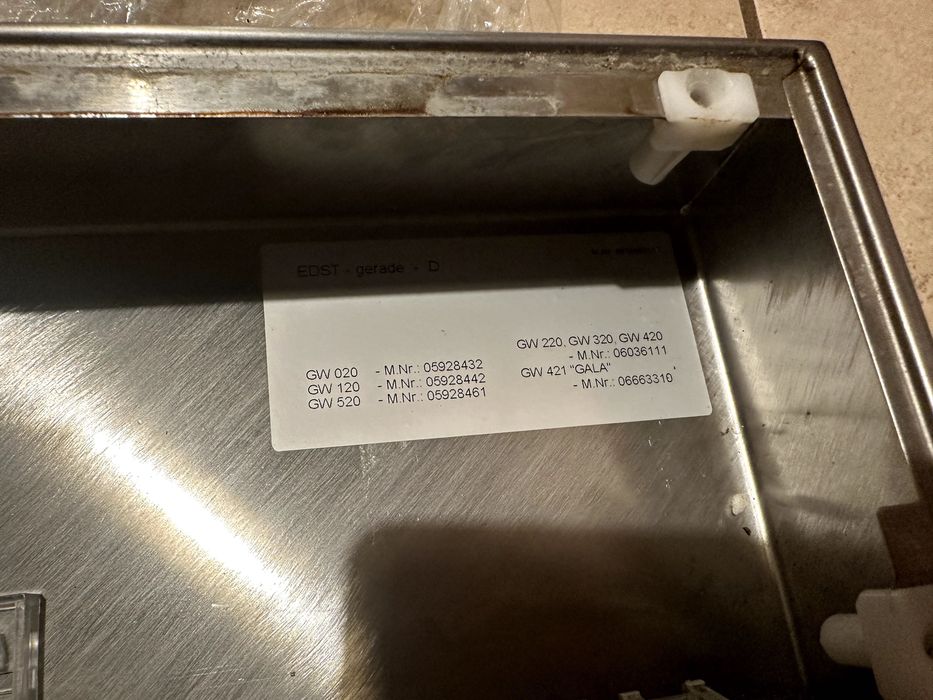 EDST - gerade - D
GW 020 - M.Nr.: 05928432
GW 120 - M.Nr.: 05928442
GW 520 - M.Nr.: 05928461
GW 220, GW 320, GW 420
- M.Nr.: 06036111
GW 421 "GALA"
- M.Nr.: 06663310